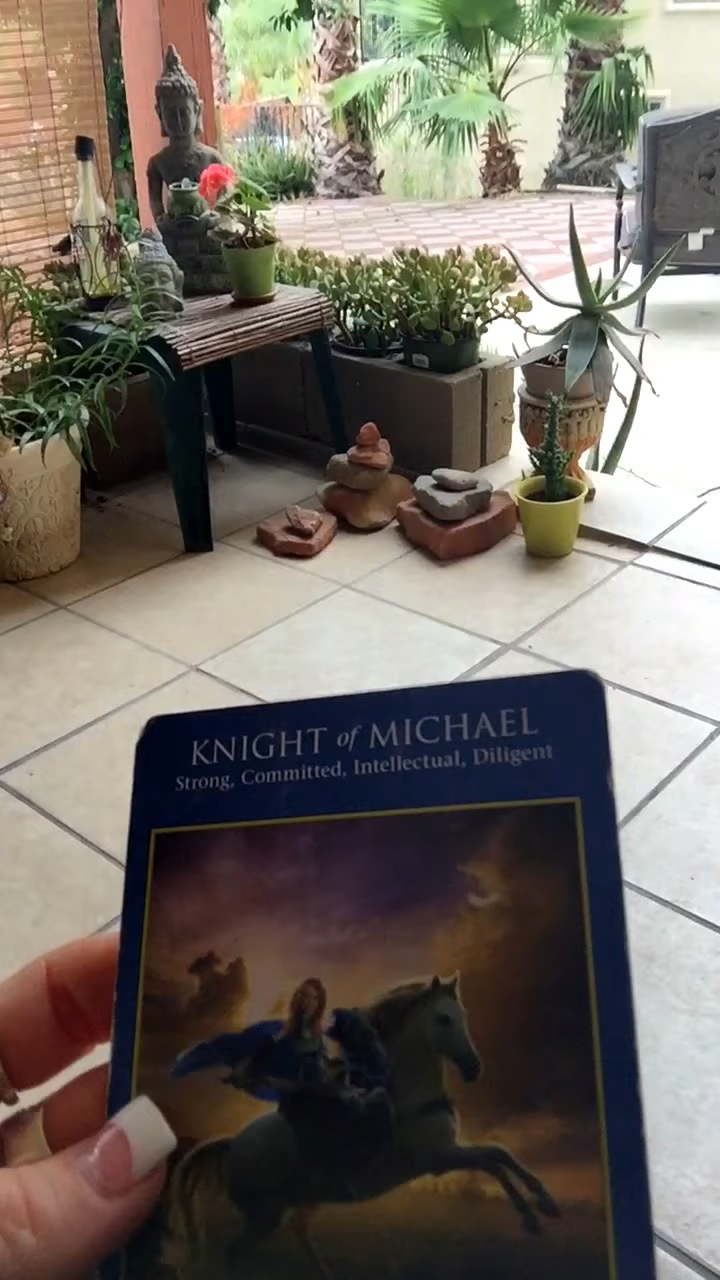 KNIGHT of MICHAEL
Strong, Committed, Intellectual, Diligent